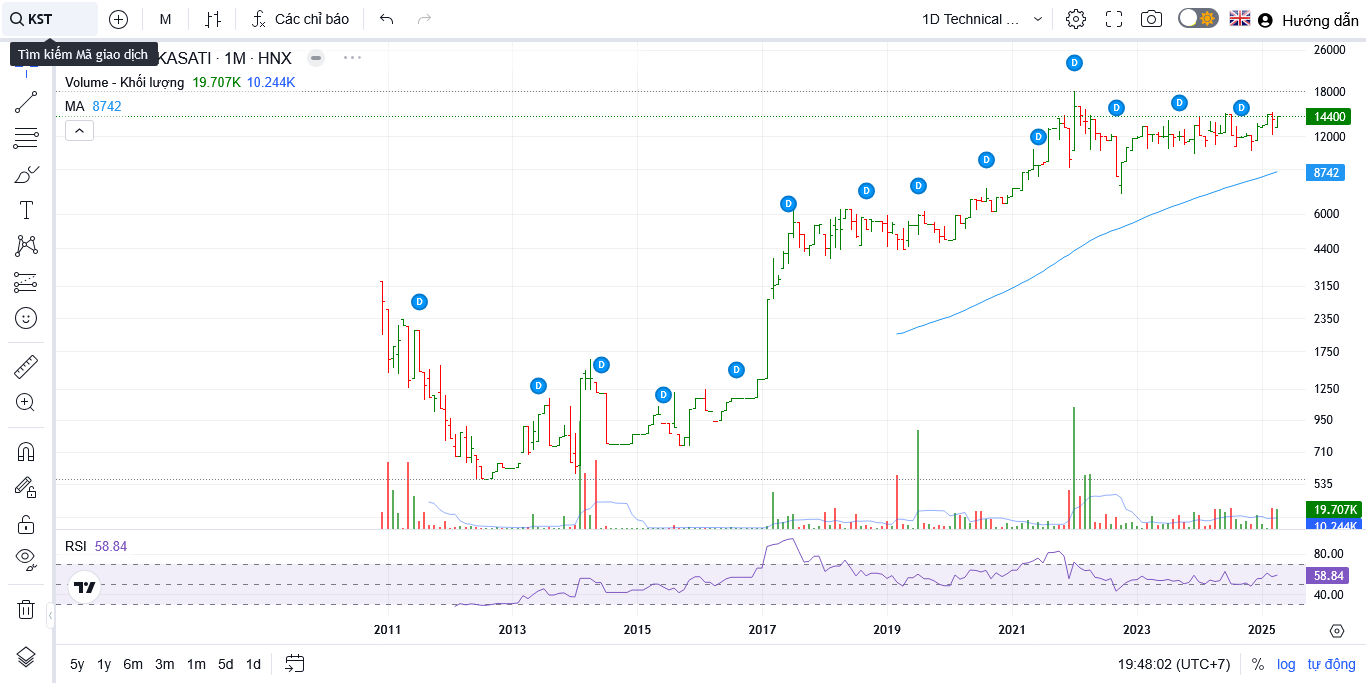 KST
M
Các chỉ báo
1D Technical ...
Hướng dẫn
Tìm kiếm Mã giao dịch
KASATI · 1M · HNX
Volume - Khối lượng 19.707K 10.244K
MA 8742
D
D
D
D
D
D
D
D
D
D
D
D
D
D
26000
18000
14400
12000
8742
6000
4400
3150
2350
1750
1250
950
710
535
19.707K
10.244K
RSI 58.84
80.00
58.84
40.00
2011 2013 2015 2017 2019 2021 2023 2025
5y 1y 6m 3m 1m 5d 1d
19:48:02 (UTC+7) % log tự động